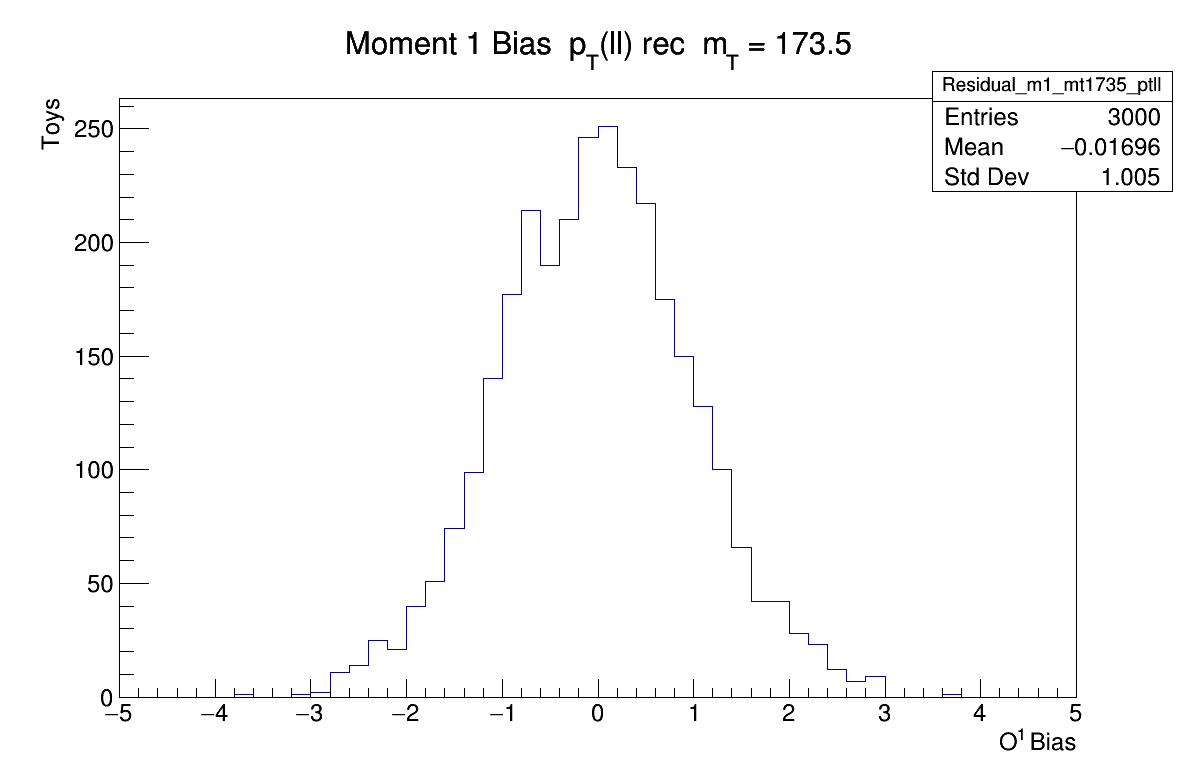 Moment 1 Bias p_T(ll) rec m_T = 173.5
Residual_m1_mt1735_ptll
Entries 3000
Mean −0.01696
Std Dev 1.005
Toys
250
200
150
100
50
0
−5 −4 −3 −2 −1 0 1 2 3 4 5
O^1 Bias